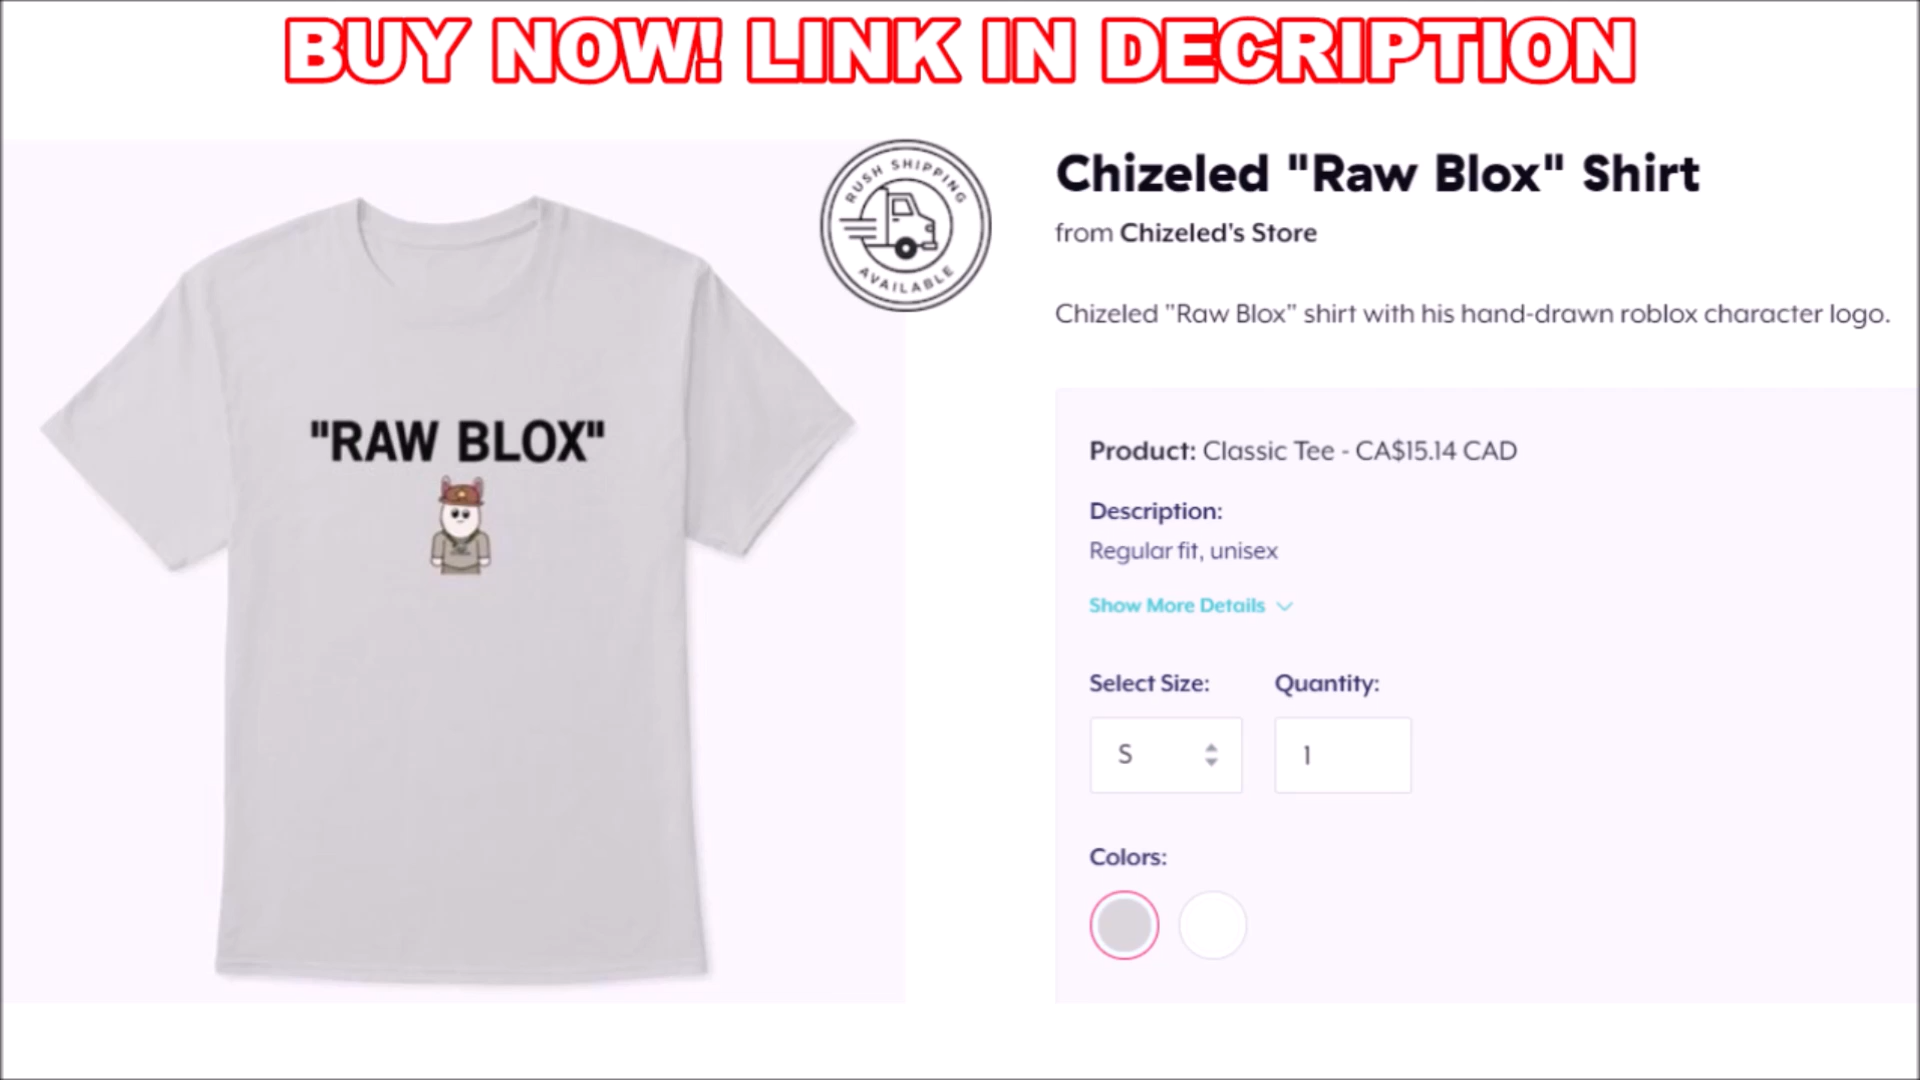 BUY NOW! LINK IN DECRIPTION
RUSH SHIPPING
AVAILABLE
Chizeled "Raw Blox" Shirt
from Chizeled's Store
Chizeled "Raw Blox" shirt with his hand-drawn roblox character logo.
"RAW BLOX"
Product: Classic Tee - CA$15.14 CAD
Description:
Regular fit, unisex
Show More Details
Select Size: Quantity:
S 1
Colors: